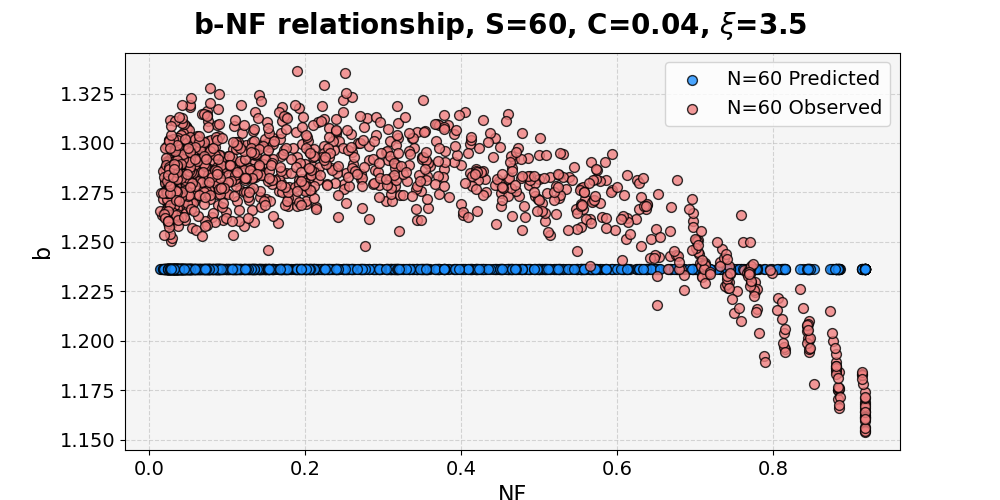 b-NF relationship, S=60, C=0.04, ξ=3.5
N=60 Predicted
N=60 Observed
b
1.325
1.300
1.275
1.250
1.225
1.200
1.175
1.150
0.0 0.2 0.4 0.6 0.8
NF